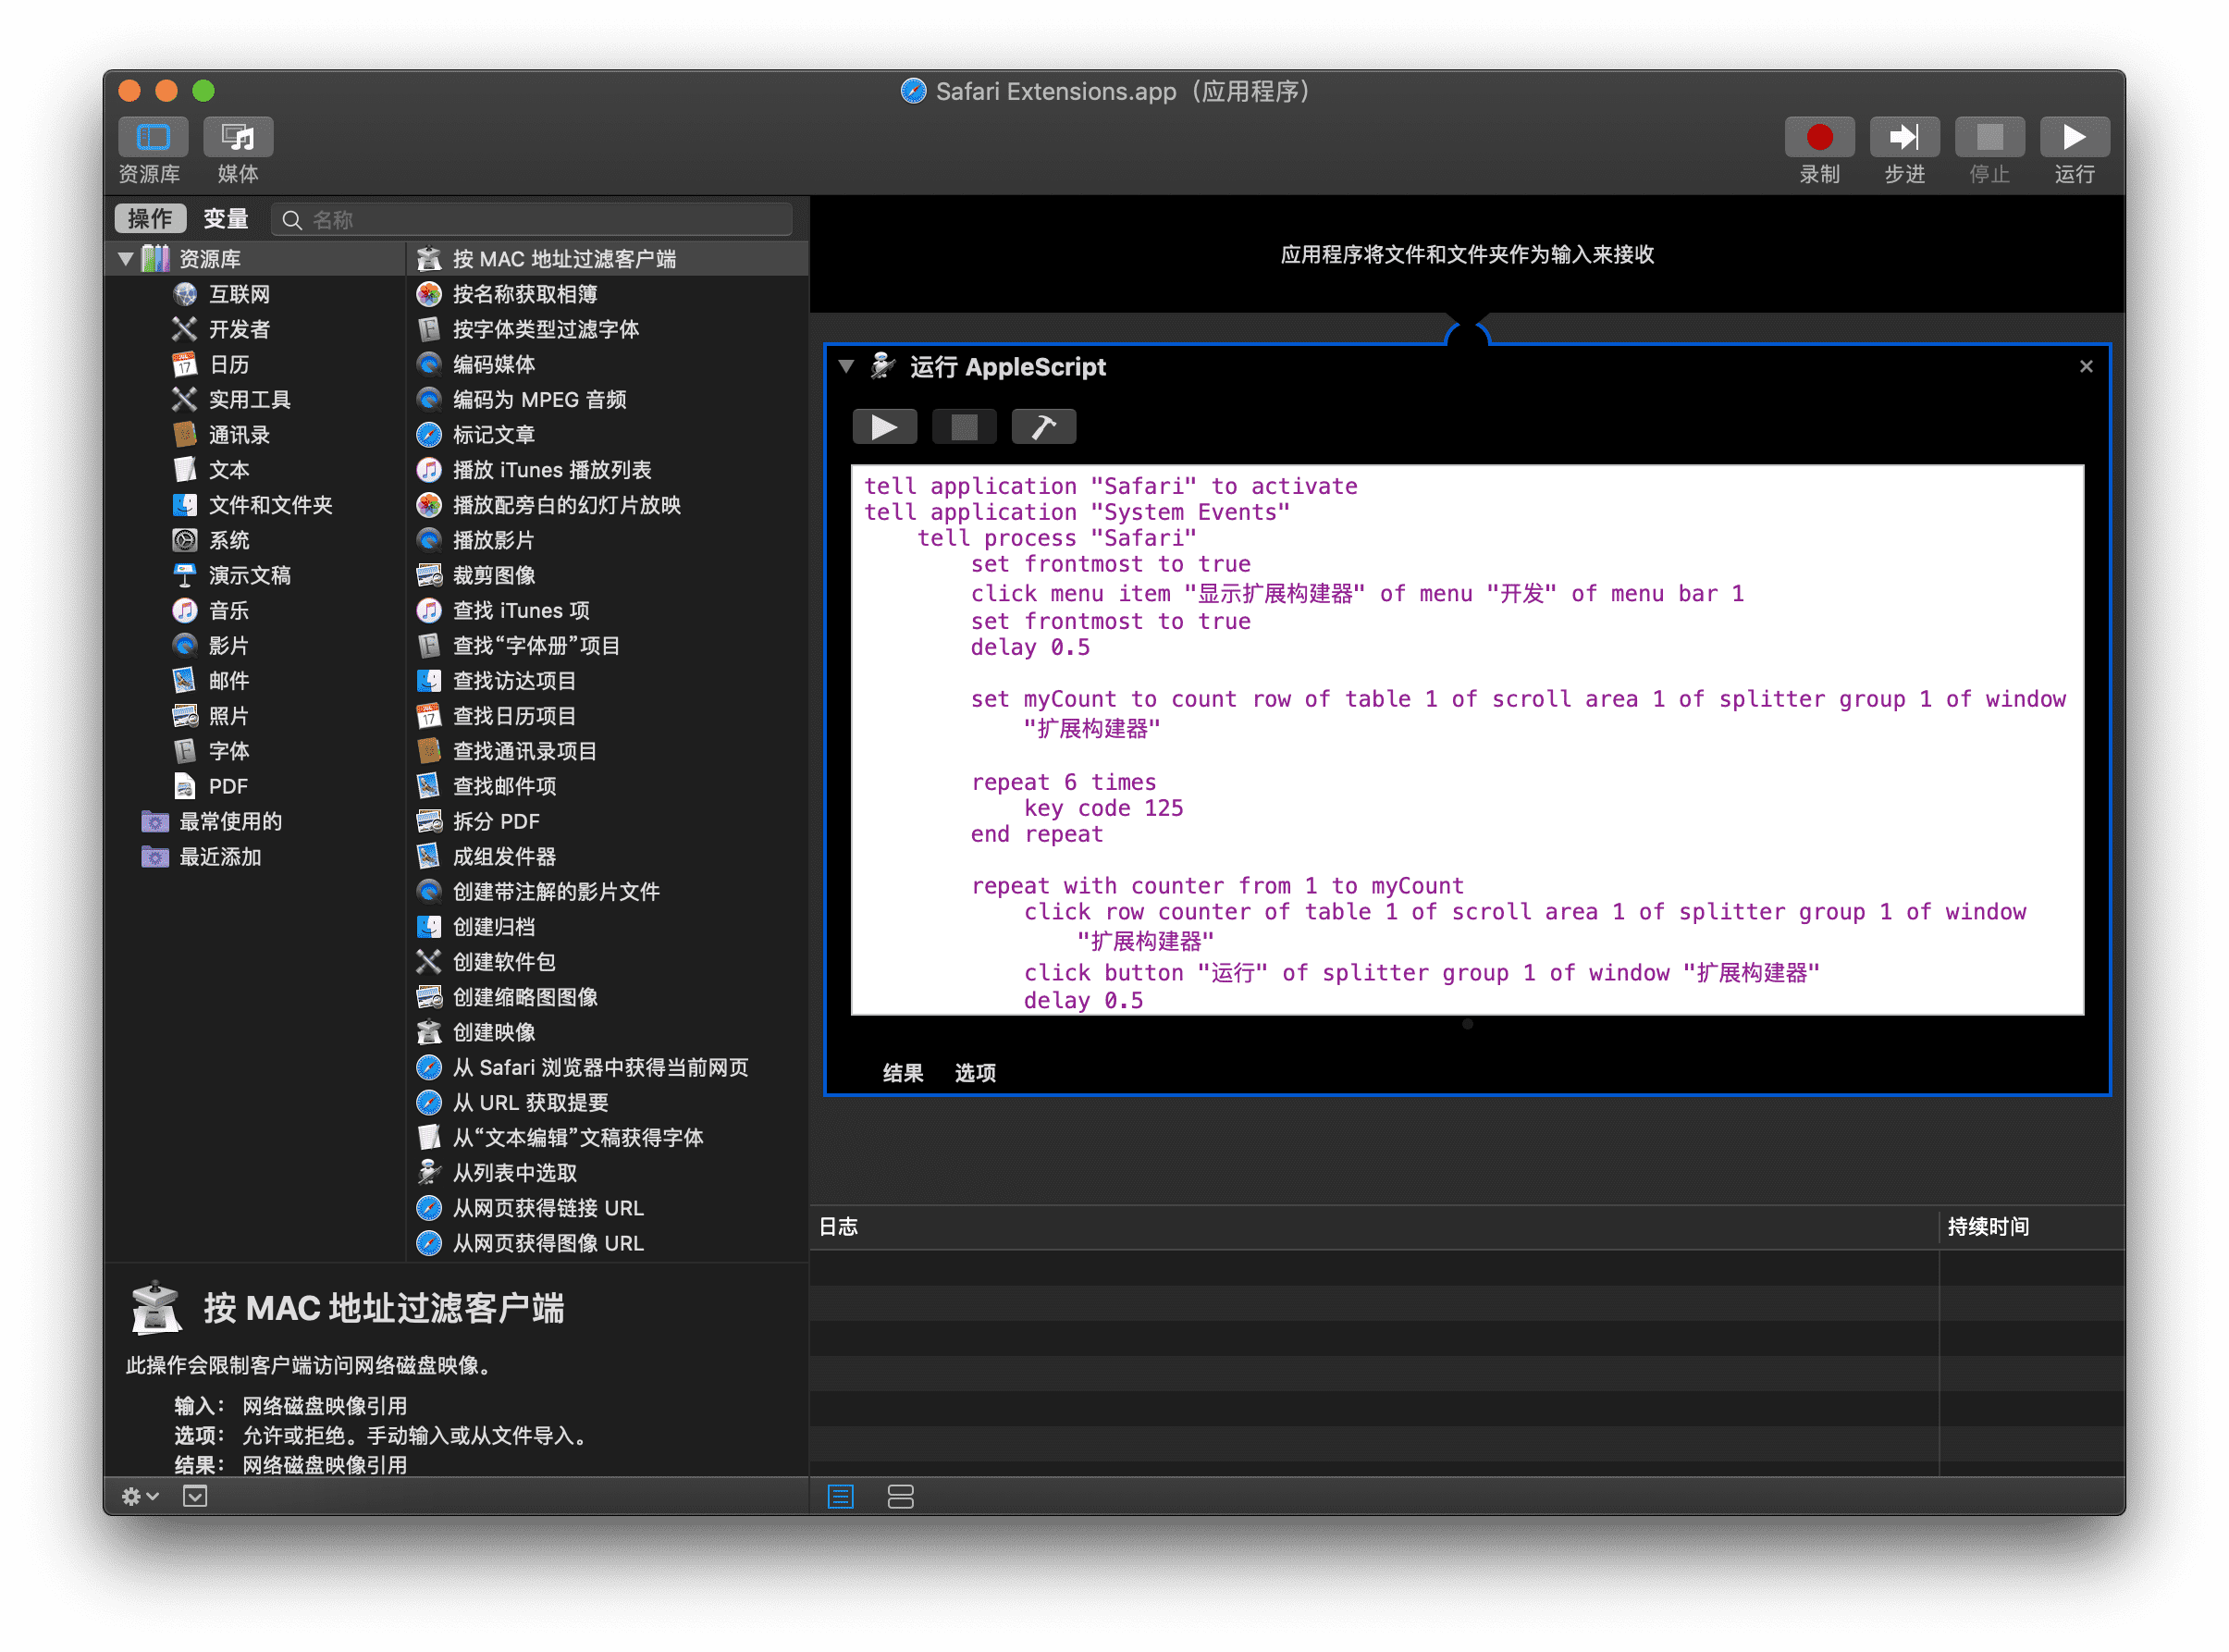 Safari Extensions.app（应用程序）
资源库
媒体
录制
步进
停止
运行
操作
变量
名称
资源库
互联网
开发者
日历
实用工具
通讯录
文本
文件和文件夹
系统
演示文稿
音乐
影片
邮件
照片
字体
PDF
最常使用的
最近添加
按 MAC 地址过滤客户端
按名称获取相簿
按字体类型过滤字体
编码媒体
编码为 MPEG 音频
标记文章
播放 iTunes 播放列表
播放配旁白的幻灯片放映
播放影片
裁剪图像
查找 iTunes 项
查找“字体册”项目
查找访达项目
查找日历项目
查找通讯录项目
查找邮件项
拆分 PDF
成组发件器
创建带注解的影片文件
创建归档
创建软件包
创建缩略图图像
创建映像
从 Safari 浏览器中获得当前网页
从 URL 获取提要
从“文本编辑”文稿获得字体
从列表中选取
从网页获得链接 URL
从网页获得图像 URL
按 MAC 地址过滤客户端
此操作会限制客户端访问网络磁盘映像。
输入： 网络磁盘映像引用
选项： 允许或拒绝。手动输入或从文件导入。
结果： 网络磁盘映像引用
应用程序将文件和文件夹作为输入来接收
运行 AppleScript
tell application "Safari" to activate
tell application "System Events"
tell process "Safari"
set frontmost to true
click menu item "显示扩展构建器" of menu "开发" of menu bar 1
set frontmost to true
delay 0.5
set myCount to count row of table 1 of scroll area 1 of splitter group 1 of window
"扩展构建器"
repeat 6 times
key code 125
end repeat
repeat with counter from 1 to myCount
click row counter of table 1 of scroll area 1 of splitter group 1 of window
"扩展构建器"
click button "运行" of splitter group 1 of window "扩展构建器"
delay 0.5
结果
选项
日志
持续时间